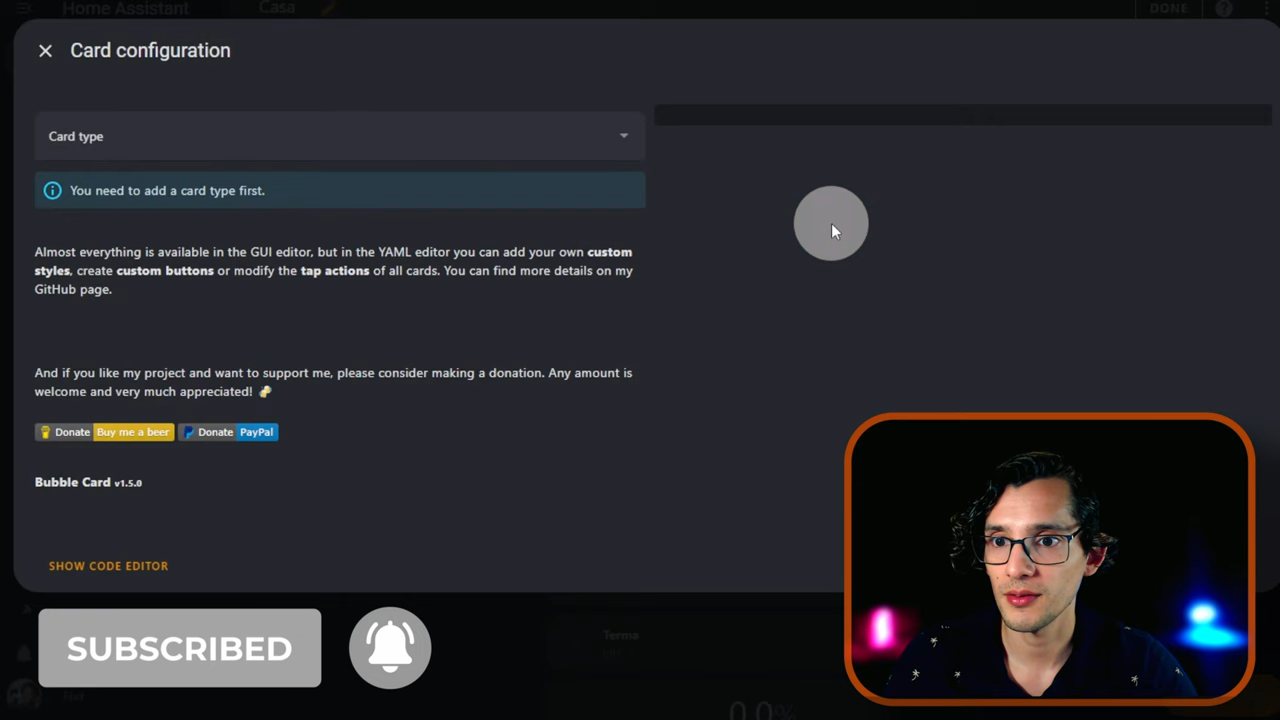 Home Assistant
Casa
DONE
Card configuration
Card type
You need to add a card type first.
Almost everything is available in the GUI editor, but in the YAML editor you can add your own custom
styles, create custom buttons or modify the tap actions of all cards. You can find more details on my
GitHub page.
And if you like my project and want to support me, please consider making a donation. Any amount is
welcome and very much appreciated! 🍻
Donate Buy me a beer Donate PayPal
Bubble Card v1.5.0
SHOW CODE EDITOR
SUBSCRIBED
0.0%